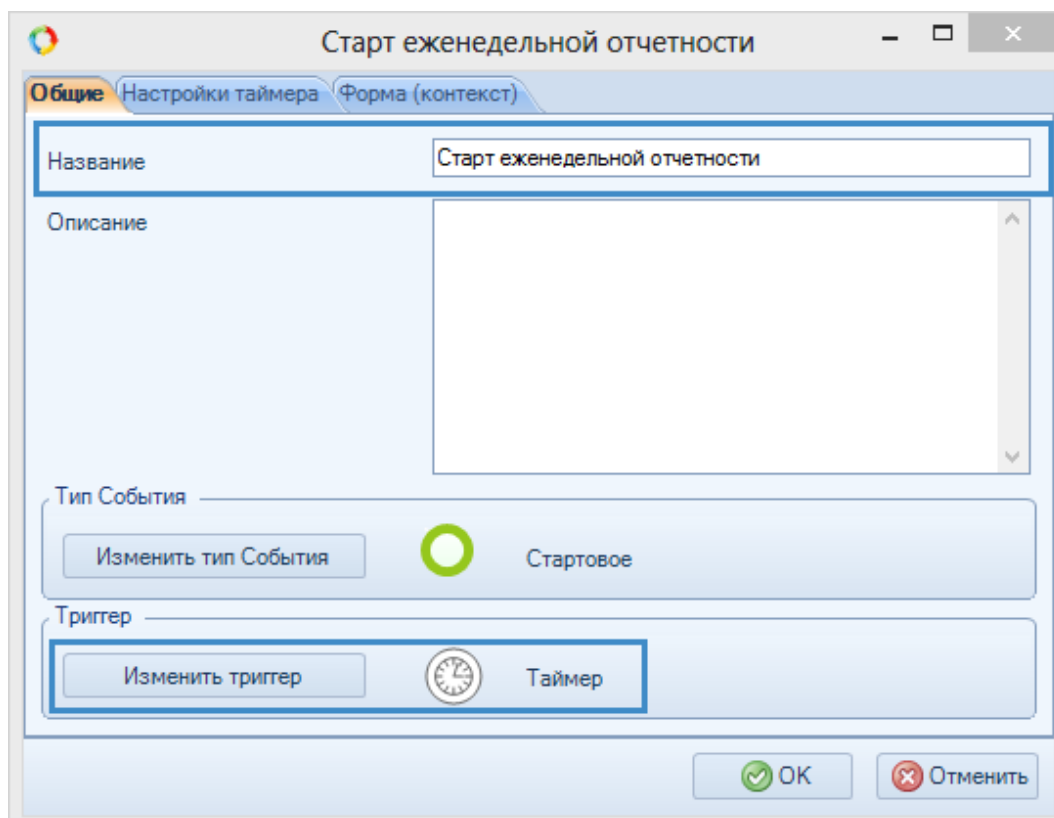 Старт еженедельной отчетности
Общие Настройки таймера Форма (контекст)
Название Старт еженедельной отчетности
Описание
Тип События
Изменить тип События Стартовое
Триггер
Изменить триггер Таймер
ОК Отменить